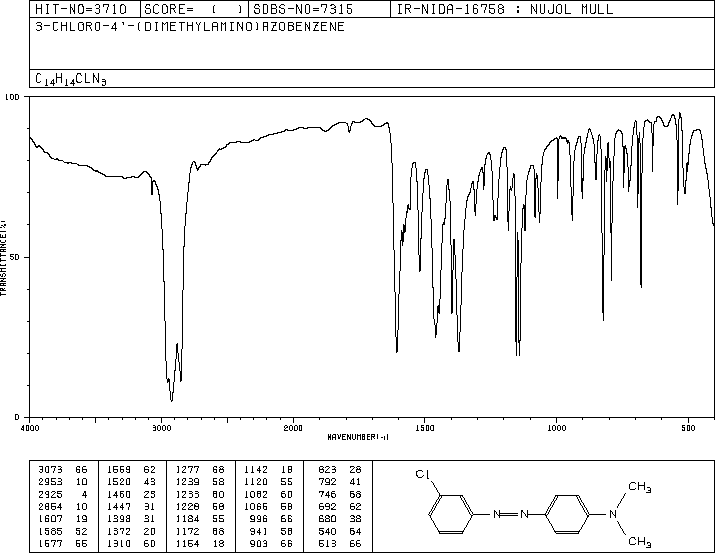 HIT-NO=3710 SCORE= ( ) SDBS-NO=7315 IR-NIDA-16758 : NUJOL MULL
3-CHLORO-4'-(DIMETHYLAMINO)AZOBENZENE
C14H14CLN3
100
50
0
TRANSMITTANCE(%)
4000 3000 2000 1500 1000 500
WAVENUMBER(-1)
3073 66 1569 62 1277 68 1142 18 823 28
2953 10 1520 43 1239 58 1120 55 792 41
2925 4 1460 25 1233 60 1082 60 746 68
2854 10 1447 31 1228 58 1066 58 692 62
1607 19 1398 31 1184 55 996 66 680 38
1585 52 1372 20 1172 68 941 58 540 64
1577 55 1310 60 1154 18 903 66 513 66
Cl
CH3
N N N
CH3